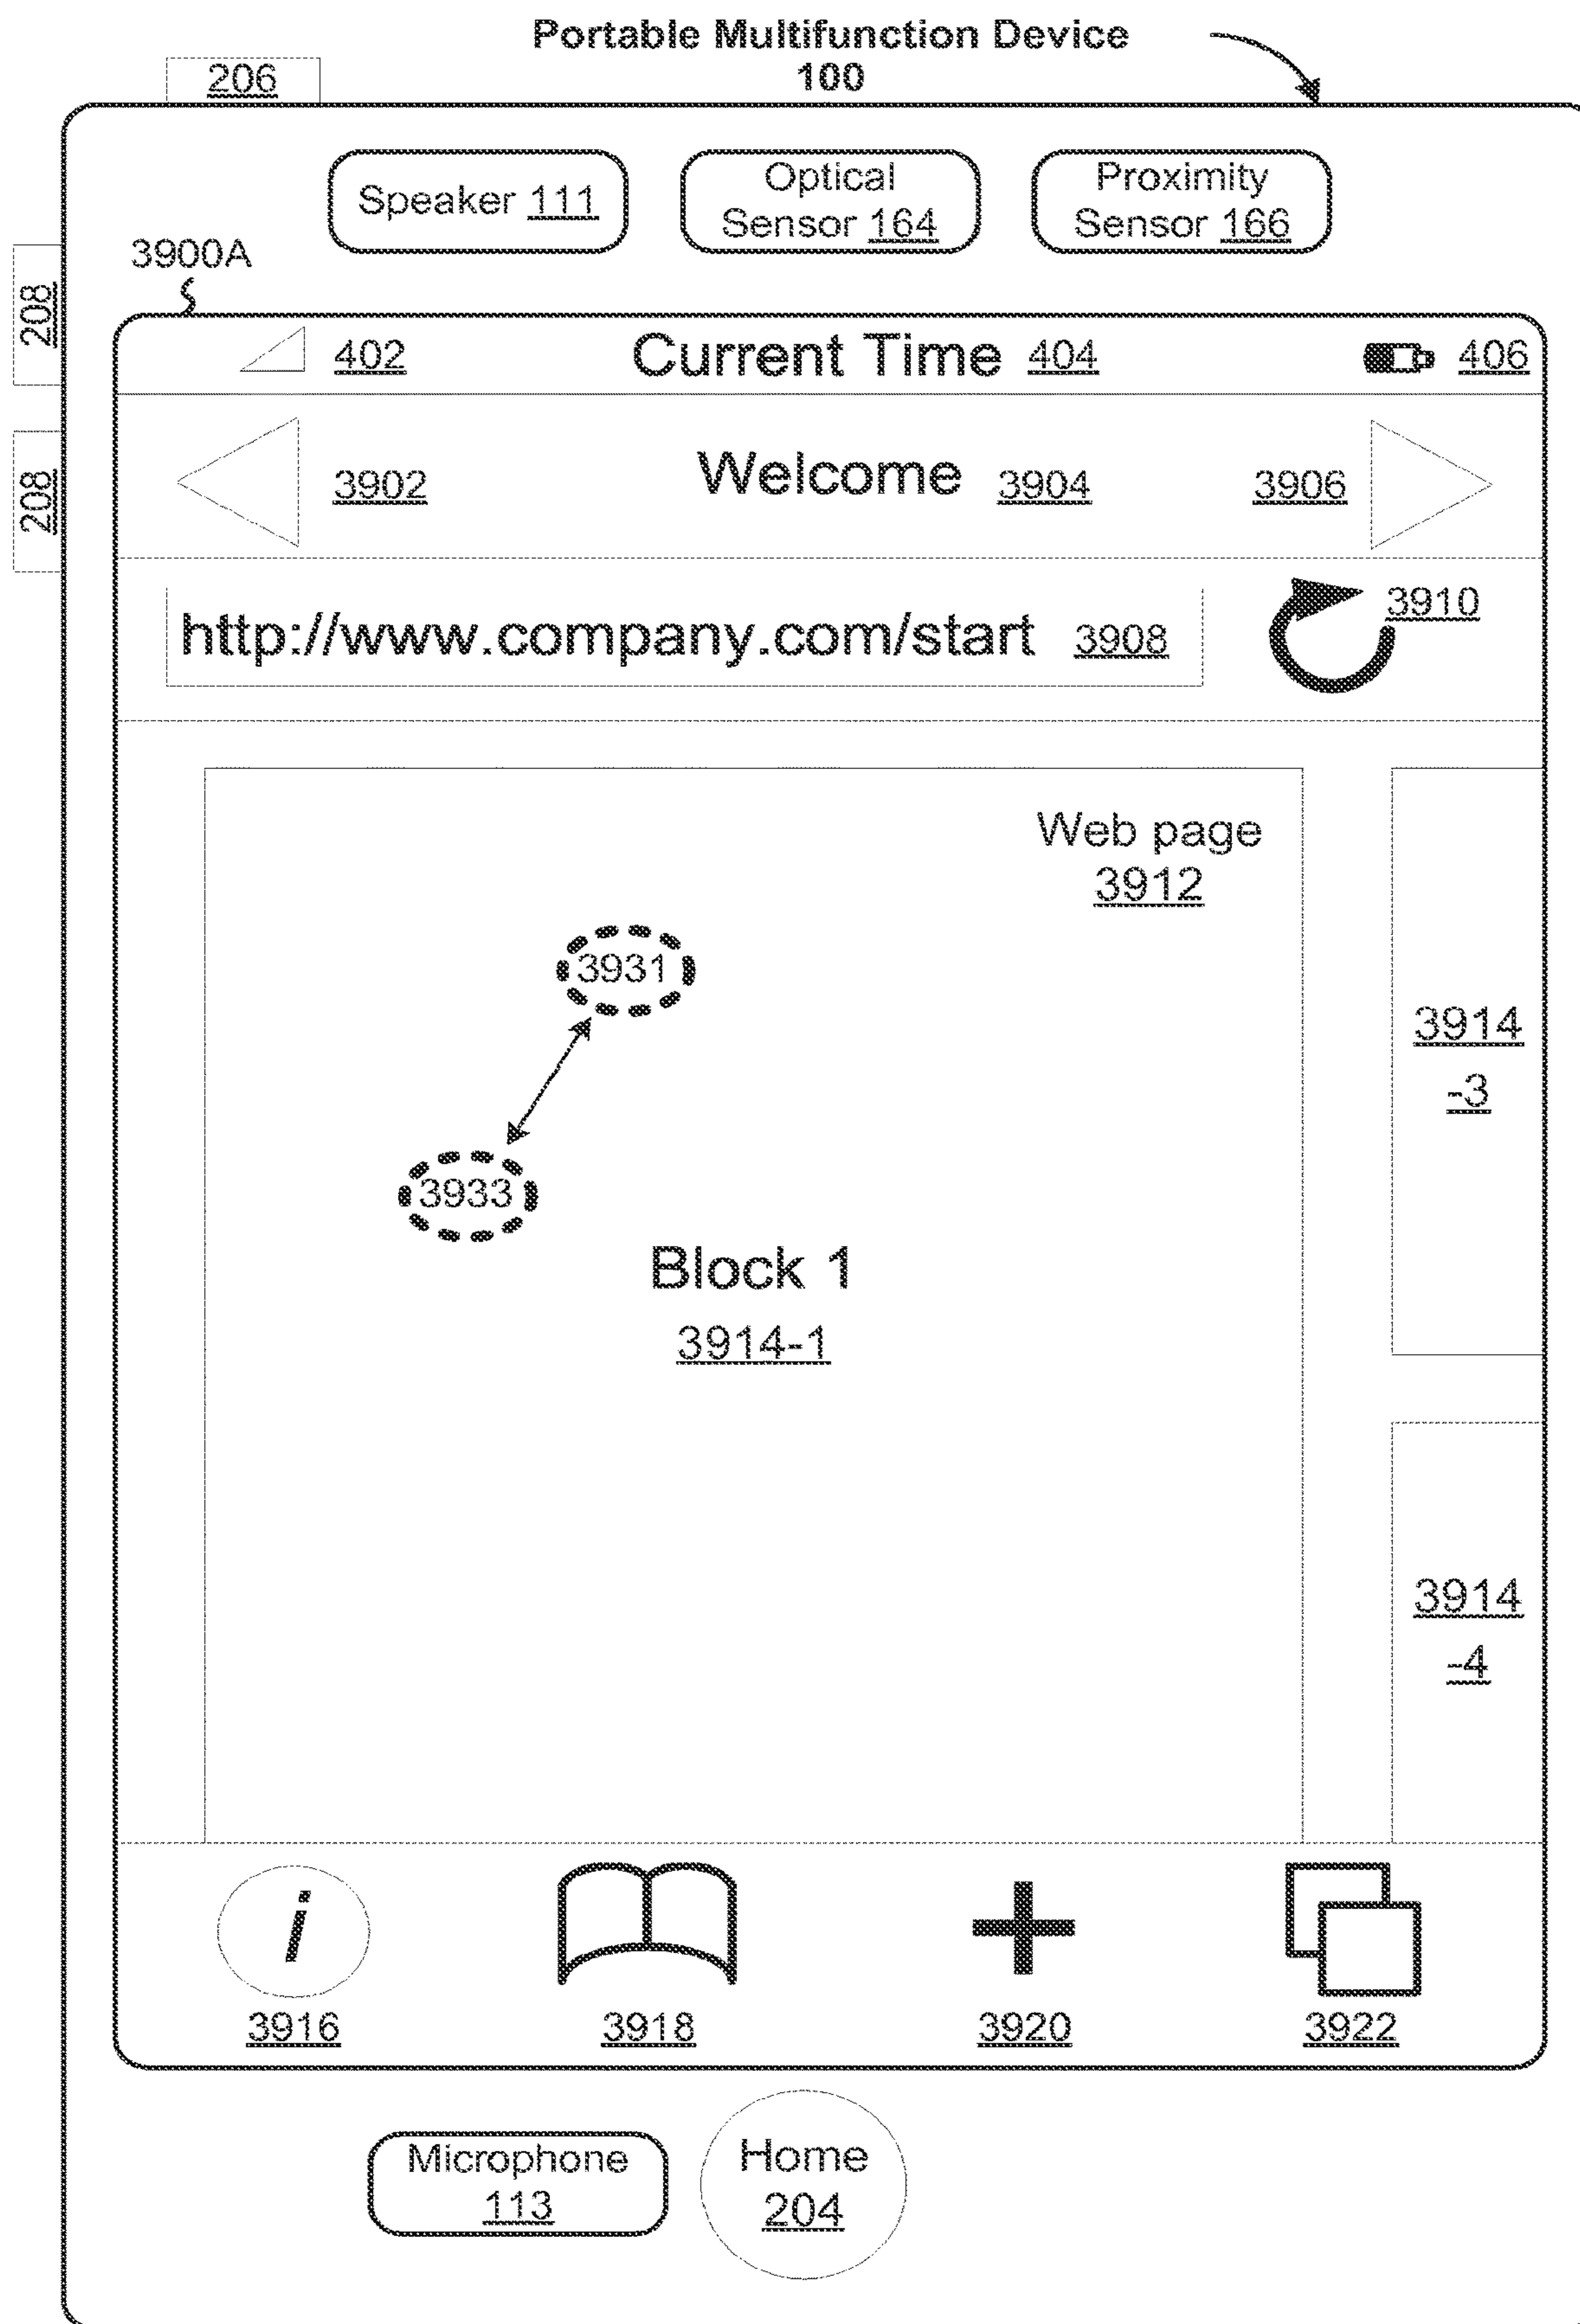 Portable Multifunction Device
100
206
Speaker 111
Optical
Sensor 164
Proximity
Sensor 166
3900A
208
208
402
Current Time 404
406
3902
Welcome 3904
3906
http://www.company.com/start 3908
3910
Web page
3912
3931
3933
Block 1
3914-1
3914
-3
3914
-4
i
3916
3918
3920
3922
Microphone
113
Home
204